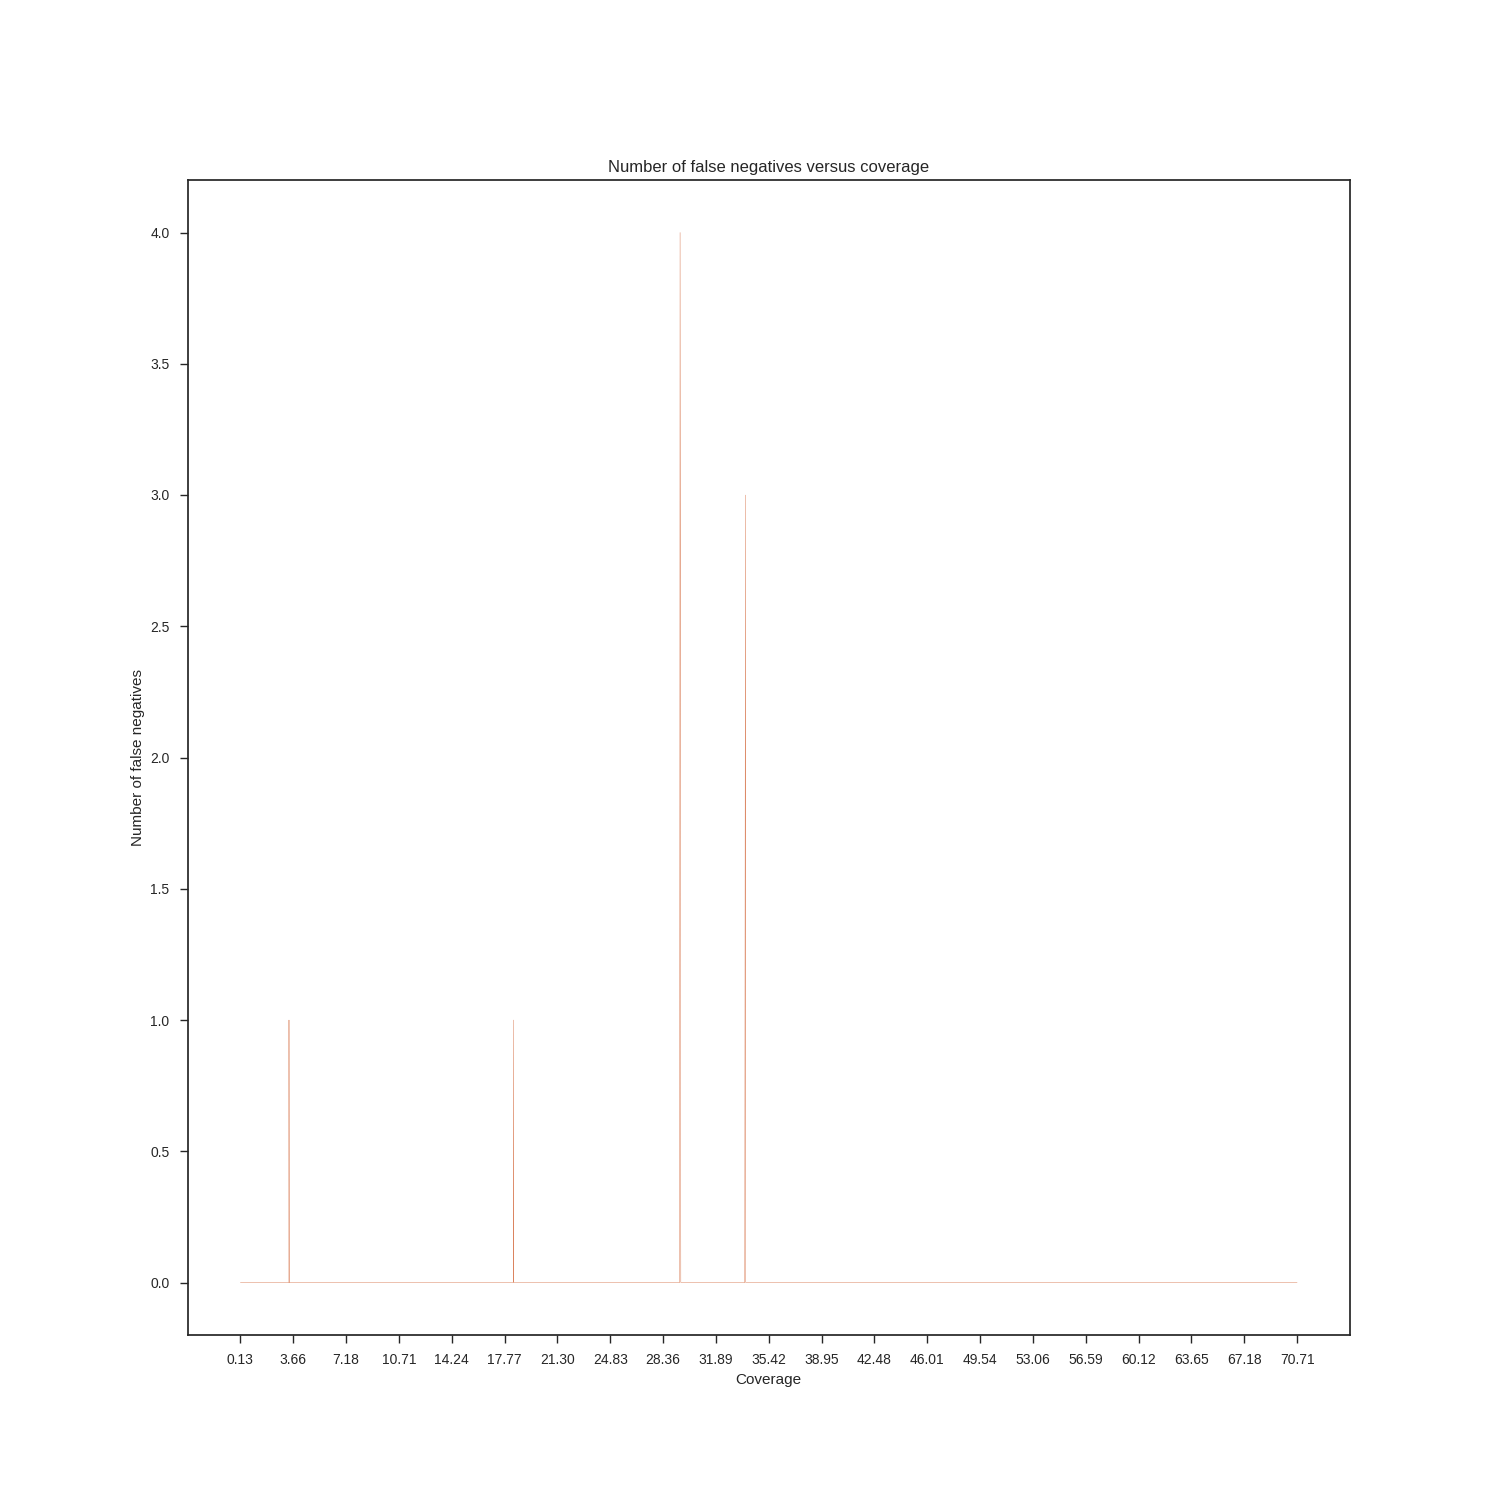 Number of false negatives versus coverage
4.0
3.5
3.0
2.5
2.0
1.5
1.0
0.5
0.0
Number of false negatives
0.13 3.66 7.18 10.71 14.24 17.77 21.30 24.83 28.36 31.89 35.42 38.95 42.48 46.01 49.54 53.06 56.59 60.12 63.65 67.18 70.71
Coverage